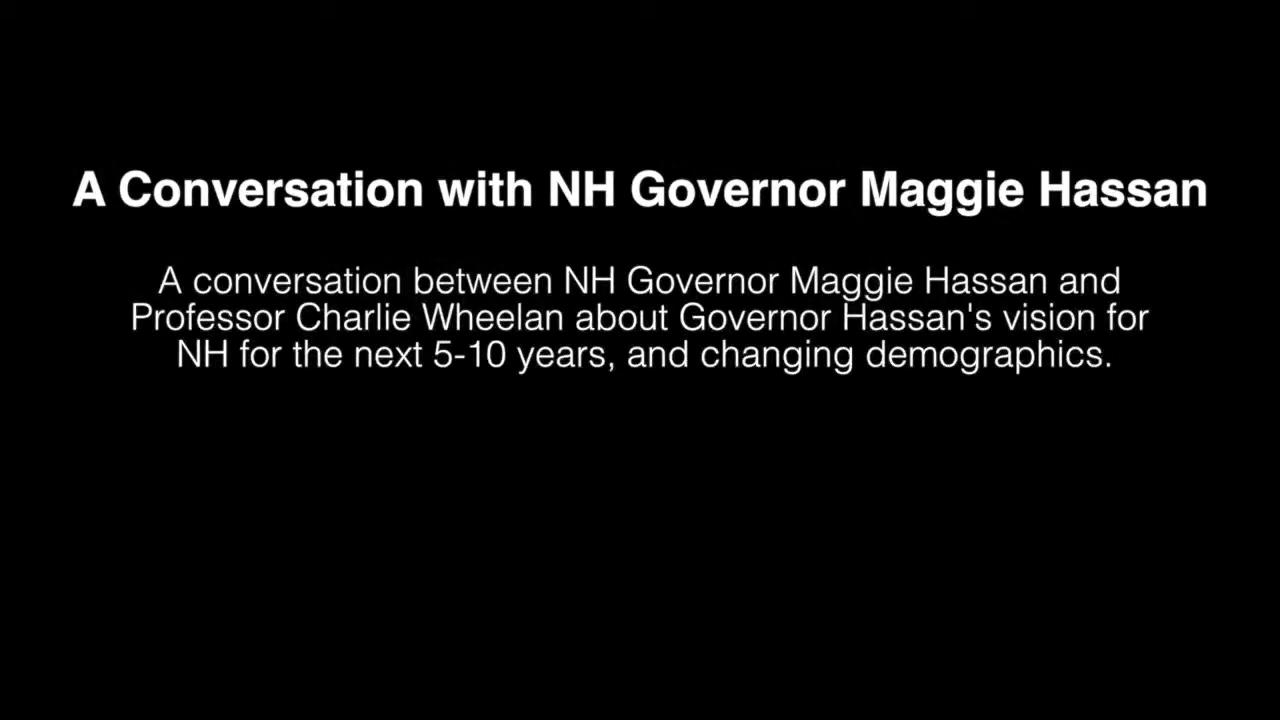 A Conversation with NH Governor Maggie Hassan
A conversation between NH Governor Maggie Hassan and
Professor Charlie Wheelan about Governor Hassan's vision for
NH for the next 5-10 years, and changing demographics.